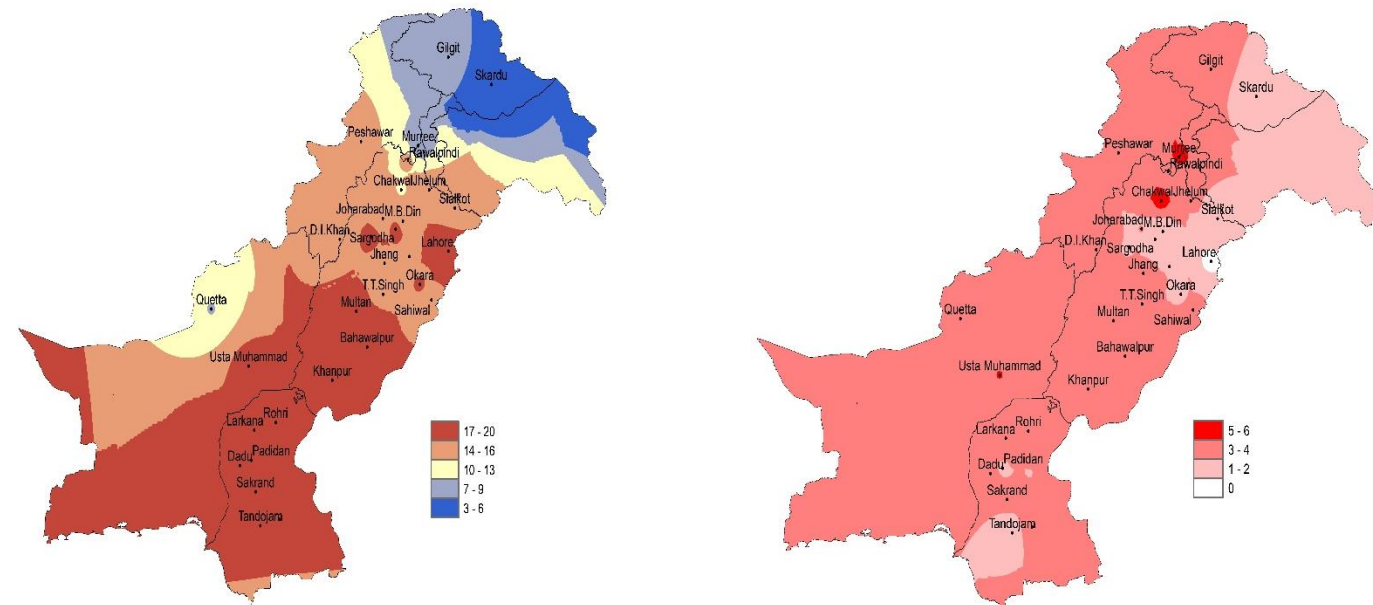 Gilgit
Skardu
Peshawar
Murree
Rawalpindi
Chakwal
Jhelum
Sialkot
Joharabad
M.B.Din
D.I.Khan
Sargodha
Lahore
Jhang
Okara
T.T.Singh
Quetta
Multan
Sahiwal
Bahawalpur
Usta Muhammad
Khanpur
Rohri
Larkana
Padidan
Dadu
Sakrand
Tandojam
17 - 20
14 - 16
10 - 13
7 - 9
3 - 6
Gilgit
Skardu
Peshawar
Murree
Rawalpindi
Chakwal
Jhelum
Sialkot
Joharabad
M.B.Din
D.I.Khan
Sargodha
Lahore
Jhang
Okara
T.T.Singh
Quetta
Multan
Sahiwal
Bahawalpur
Usta Muhammad
Khanpur
Rohri
Larkana
Padidan
Dadu
Sakrand
Tandojam
5 - 6
3 - 4
1 - 2
0